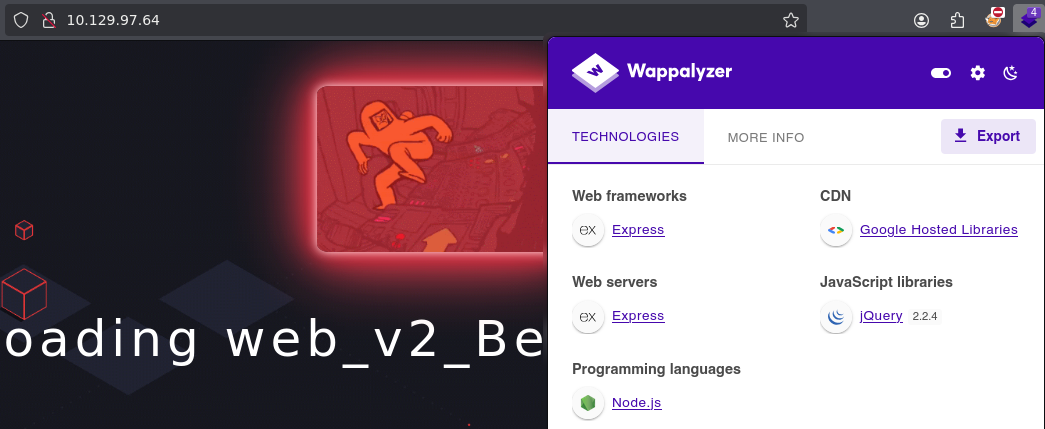 10.129.97.64
4
Wappalyzer
TECHNOLOGIES
MORE INFO
Export
Web frameworks
ex Express
Web servers
ex Express
Programming languages
Node.js
CDN
Google Hosted Libraries
JavaScript libraries
jQuery 2.2.4
oading web_v2_Be